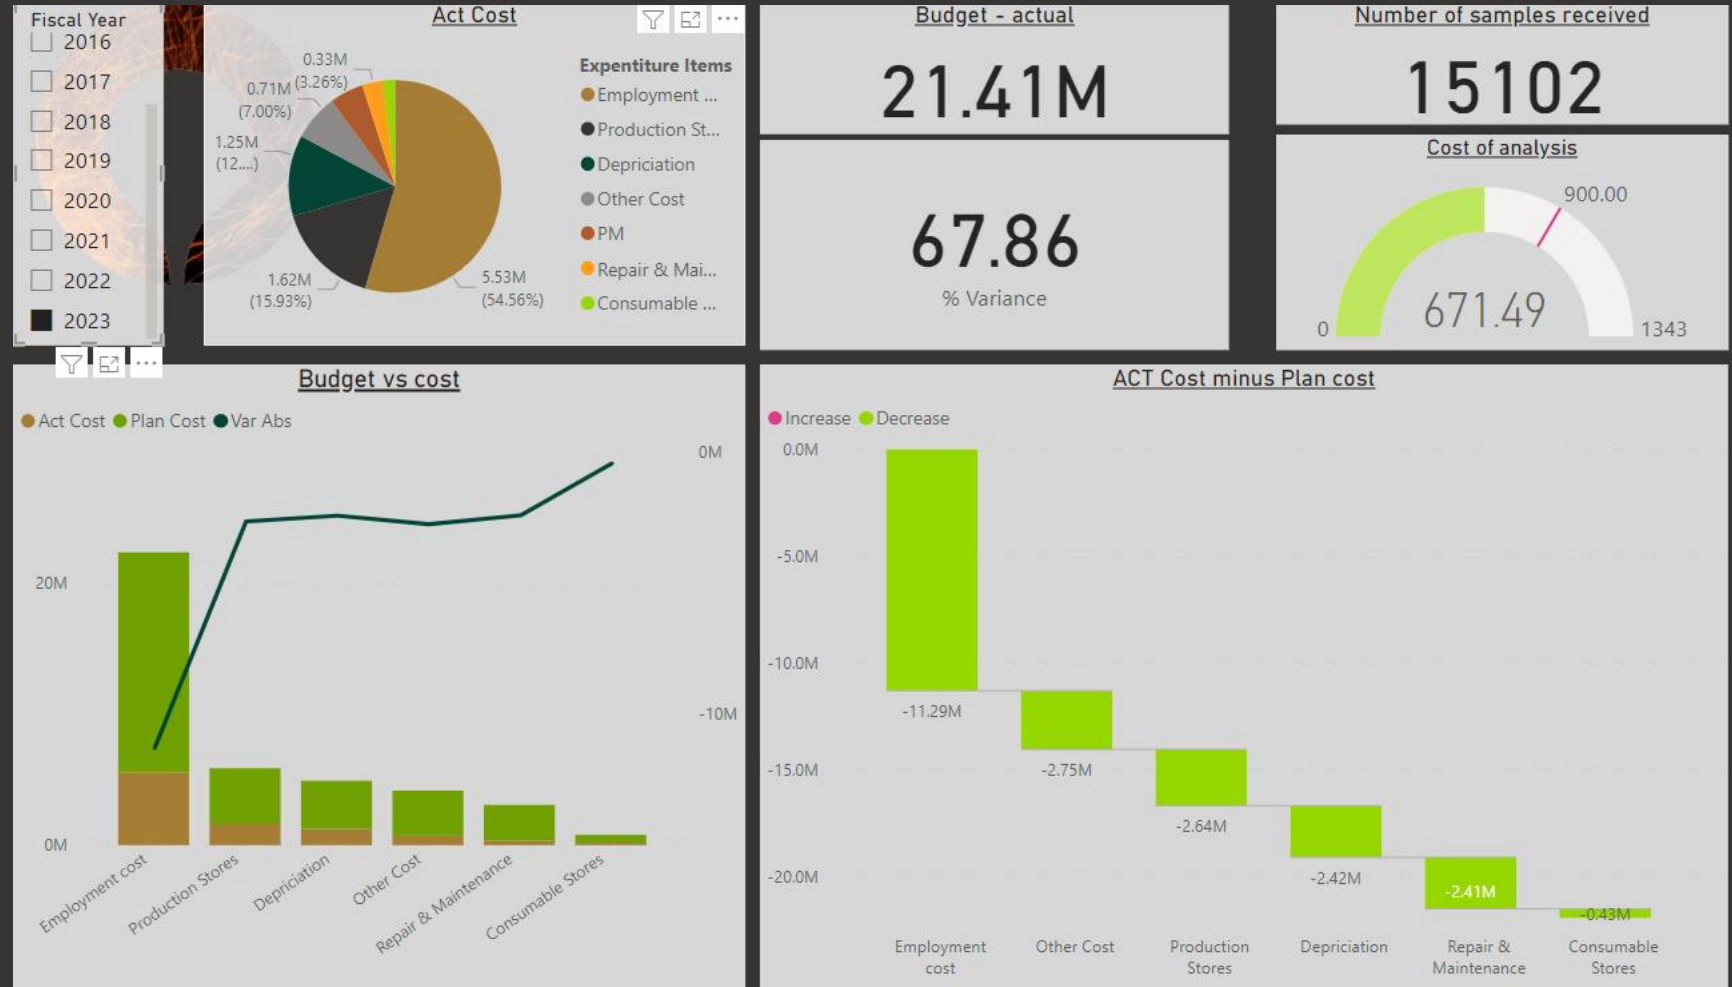 Fiscal Year
2016
2017
2018
2019
2020
2021
2022
2023
Act Cost
0.33M
(3.26%)
0.71M
(7.00%)
1.25M
(12....)
1.62M
(15.93%)
5.53M
(54.56%)
Expentiture Items
Employment ...
Production St...
Depriciation
Other Cost
PM
Repair & Mai...
Consumable ...
Budget - actual
21.41M
67.86
% Variance
Number of samples received
15102
Cost of analysis
900.00
671.49
0
1343
Budget vs cost
Act Cost Plan Cost Var Abs
0M
20M
-10M
0M
Employment cost
Production Stores
Depriciation
Other Cost
Repair & Maintenance
Consumable Stores
ACT Cost minus Plan cost
Increase Decrease
0.0M
-5.0M
-10.0M
-15.0M
-20.0M
-11.29M
-2.75M
-2.64M
-2.42M
-2.41M
-0.43M
Employment
cost
Other Cost
Production
Stores
Depriciation
Repair &
Maintenance
Consumable
Stores